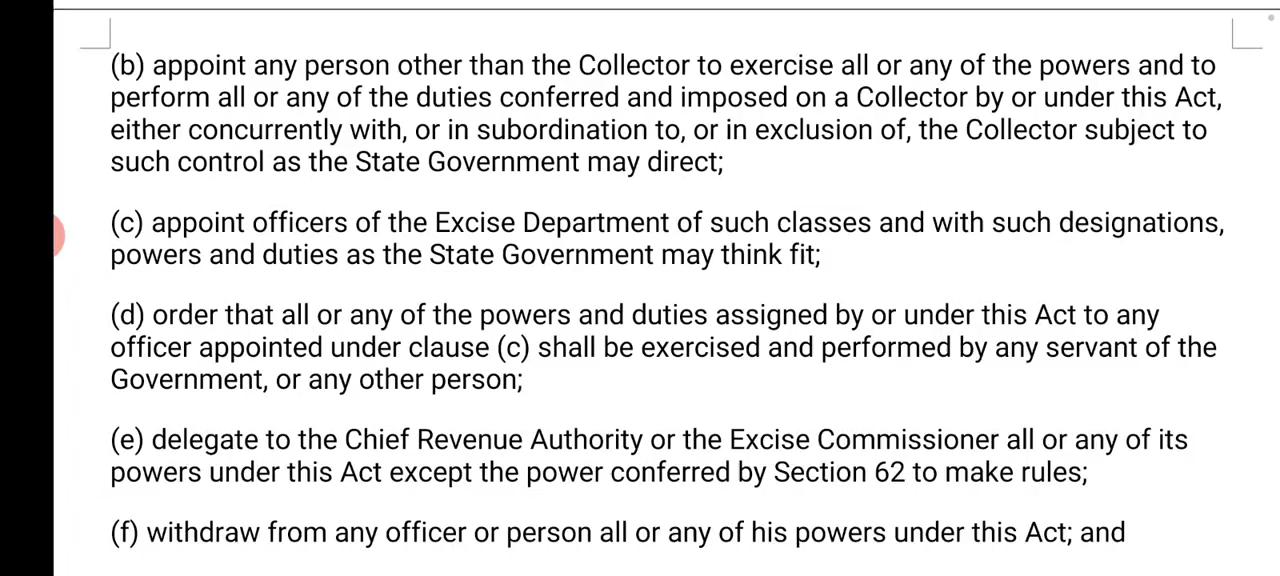 (b) appoint any person other than the Collector to exercise all or any of the powers and to
perform all or any of the duties conferred and imposed on a Collector by or under this Act,
either concurrently with, or in subordination to, or in exclusion of, the Collector subject to
such control as the State Government may direct;
(c) appoint officers of the Excise Department of such classes and with such designations,
powers and duties as the State Government may think fit;
(d) order that all or any of the powers and duties assigned by or under this Act to any
officer appointed under clause (c) shall be exercised and performed by any servant of the
Government, or any other person;
(e) delegate to the Chief Revenue Authority or the Excise Commissioner all or any of its
powers under this Act except the power conferred by Section 62 to make rules;
(f) withdraw from any officer or person all or any of his powers under this Act; and